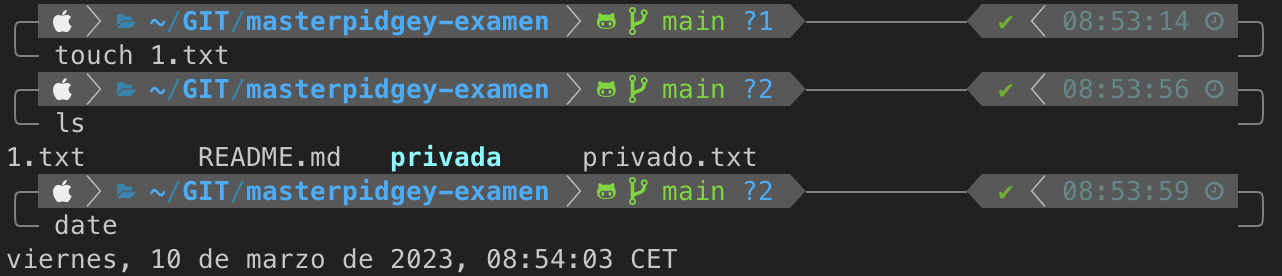 ~/GIT/masterpidgey-examen main ?1 ✔ 08:53:14
touch 1.txt
~/GIT/masterpidgey-examen main ?2 ✔ 08:53:56
ls
1.txt README.md privada privado.txt
~/GIT/masterpidgey-examen main ?2 ✔ 08:53:59
date
viernes, 10 de marzo de 2023, 08:54:03 CET